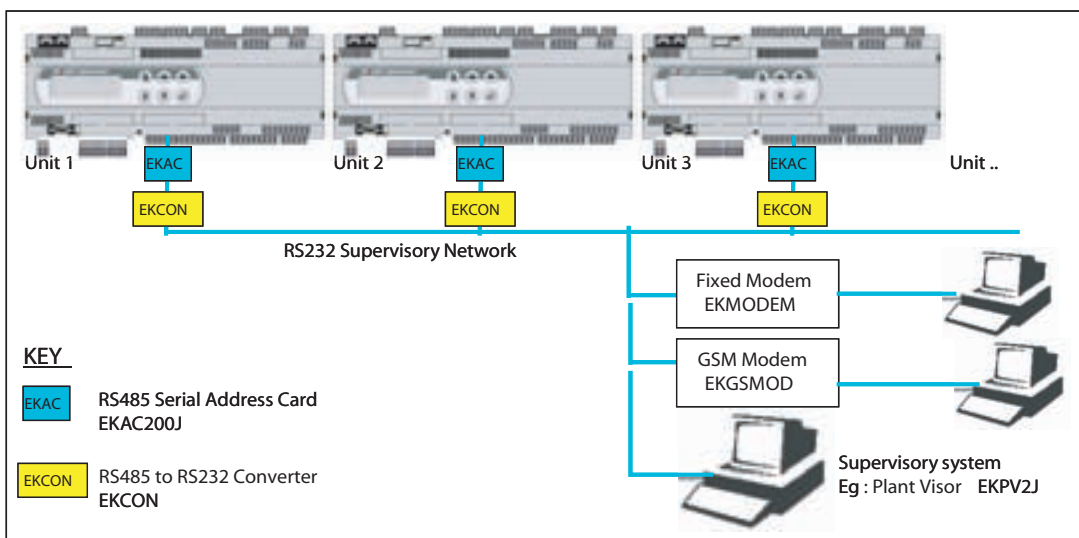 Unit 1
EKAC
Unit 2
EKAC
Unit 3
EKAC
Unit ..
EKCON
EKCON
EKCON
RS232 Supervisory Network
Fixed Modem
EKMODEM
GSM Modem
EKGSMOD
KEY
EKAC
RS485 Serial Address Card
EKAC200J
EKCON
RS485 to RS232 Converter
EKCON
Supervisory system
Eg : Plant Visor EKPV2J